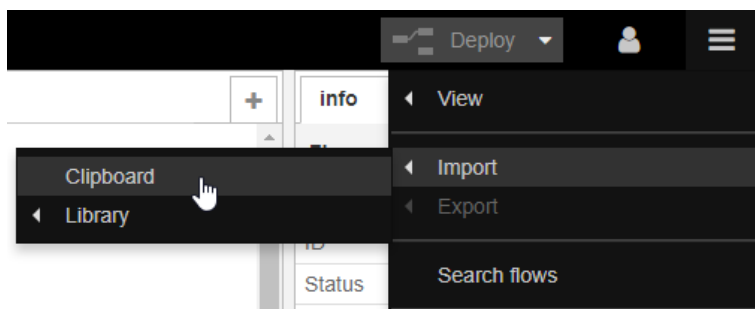 Deploy
+
info
View
Clipboard
Import
Library
Export
ID
Status
Search flows